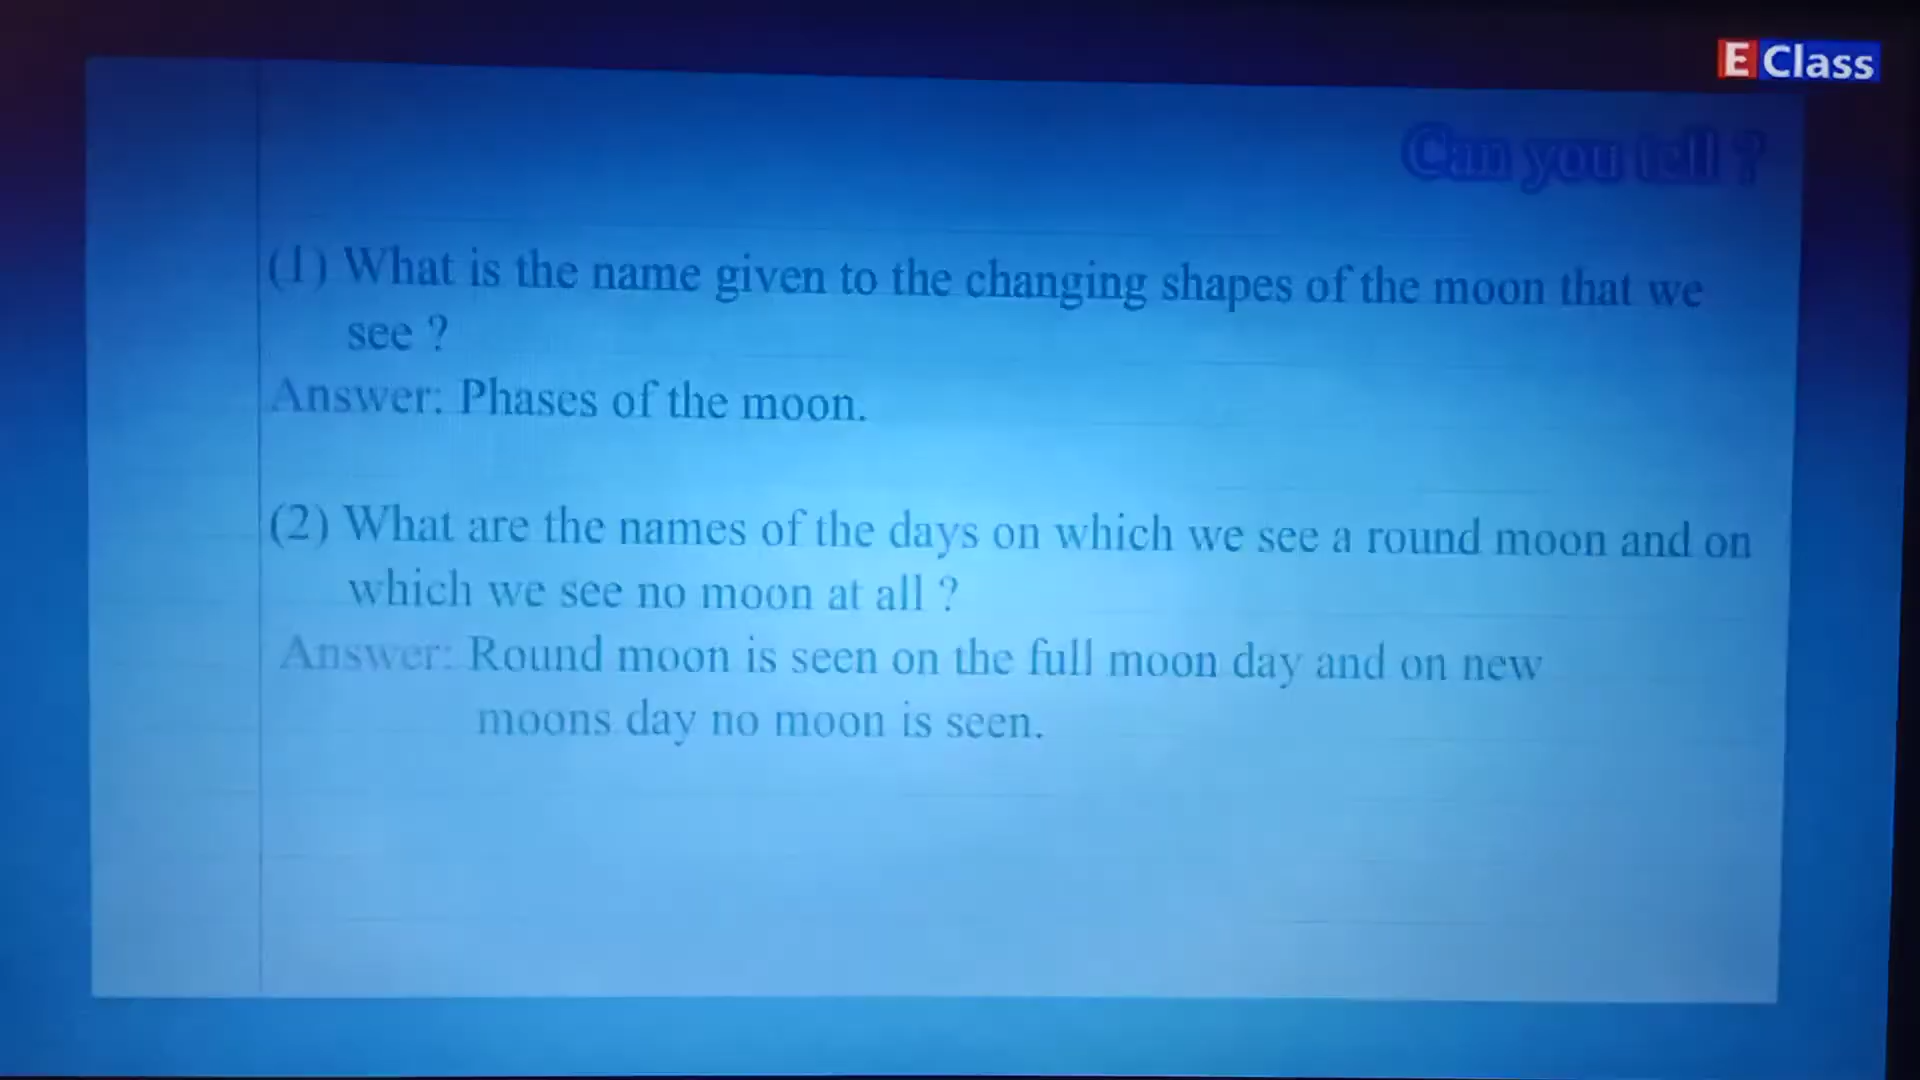 E Class
Can you tell ?
(1) What is the name given to the changing shapes of the moon that we
see ?
Answer: Phases of the moon.
(2) What are the names of the days on which we see a round moon and on
which we see no moon at all ?
Answer: Round moon is seen on the full moon day and on new
moons day no moon is seen.